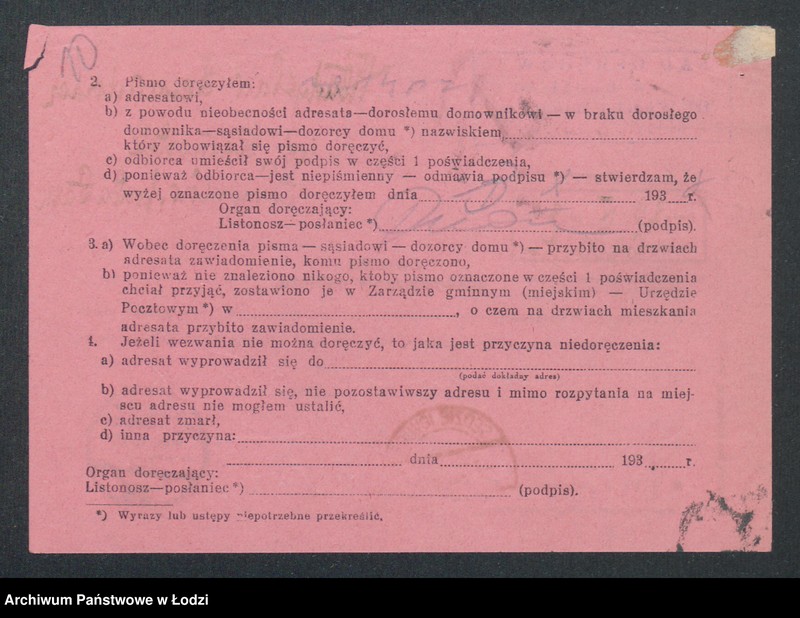 10
2. Pismo doręczyłem:
a) adresatowi,
b) z powodu nieobecności adresata—dorosłemu domownikowi — w braku dorosłego
domownika—sąsiadowi—dozorcy domu *) nazwiskiem
który zobowiązał się pismo doręczyć,
c) odbiorca umieścił swój podpis w części 1 poświadczenia,
d) ponieważ odbiorca—jest niepiśmienny — odmawia podpisu *) — stwierdzam, że
wyżej oznaczone pismo doręczyłem dnia 193 r.
Organ doręczający:
Listonosz—posłaniec *) (podpis).
3. a) Wobec doręczenia pisma — sąsiadowi — dozorcy domu *) — przybito na drzwiach
adresata zawiadomienie, komu pismo doręczono,
b) ponieważ nie znaleziono nikogo, ktoby pismo oznaczone w części 1 poświadczenia
chciał przyjąć, zostawiono je w Zarządzie gminnym (miejskim) — Urzędzie
Pocztowym *) w , o czem na drzwiach mieszkania
adresata przybito zawiadomienie.
4. Jeżeli wezwania nie można doręczyć, to jaka jest przyczyna niedoręczenia:
a) adresat wyprowadził się do
(podać dokładny adres)
b) adresat wyprowadził się, nie pozostawiwszy adresu i mimo rozpytania na miej-
scu adresu nie mogłem ustalić,
c) adresat zmarł,
d) inna przyczyna:
dnia 193 r.
Organ doręczający:
Listonosz—posłaniec *) (podpis).
*) Wyrazy lub ustępy niepotrzebne przekreślić.
Archiwum Państwowe w Łodzi